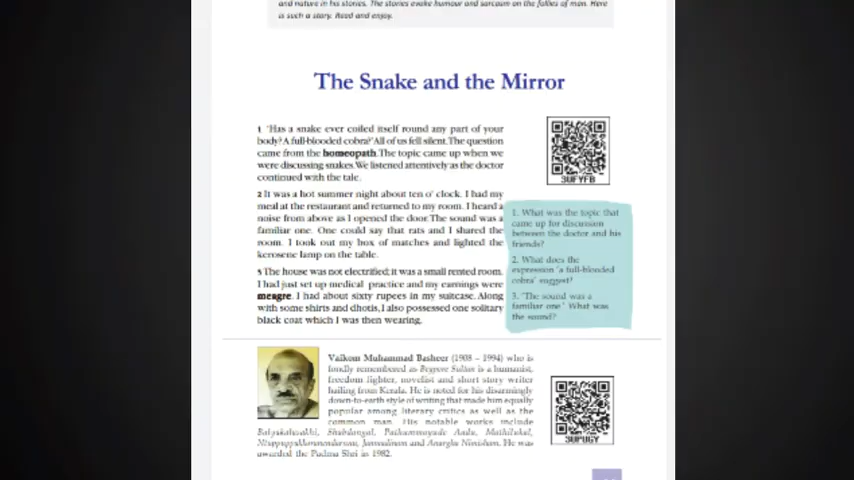 and nature in his stories. The stories evoke humour and sarcasm on the follies of man. Here
is such a story. Read and enjoy.
The Snake and the Mirror
1 'Has a snake ever coiled itself round any part of your
body? A full-blooded cobra?' All of us fell silent. The question
came from the homeopath. The topic came up when we
were discussing snakes. We listened attentively as the doctor
continued with the tale.
2 It was a hot summer night about ten o' clock. I had my
meal at the restaurant and returned to my room. I heard a
noise from above as I opened the door. The sound was a
familiar one. One could say that rats and I shared the
room. I took out my box of matches and lighted the
kerosene lamp on the table.
3 The house was not electrified; it was a small rented room.
I had just set up medical practice and my earnings were
meagre. I had about sixty rupees in my suitcase. Along
with some shirts and dhotis, I also possessed one solitary
black coat which I was then wearing.
3UFYFB
1. What was the topic that
came up for discussion
between the doctor and his
friends?
2. What does the
expression 'a full-blooded
cobra' suggest?
3. 'The sound was a
familiar one.' What was
the sound?
Vaikom Muhammad Basheer (1908 – 1994) who is
fondly remembered as Beypore Sultan is a humanist,
freedom fighter, novelist and short story writer
hailing from Kerala. He is noted for his disarmingly
down-to-earth style of writing that made him equally
popular among literary critics as well as the
common man. His notable works include
Balyakalasakhi, Shabdangal, Pathummayude Aadu, Mathilukal,
Janmadinam and Anargha Nimisham. He was
awarded the Padma Shri in 1982.